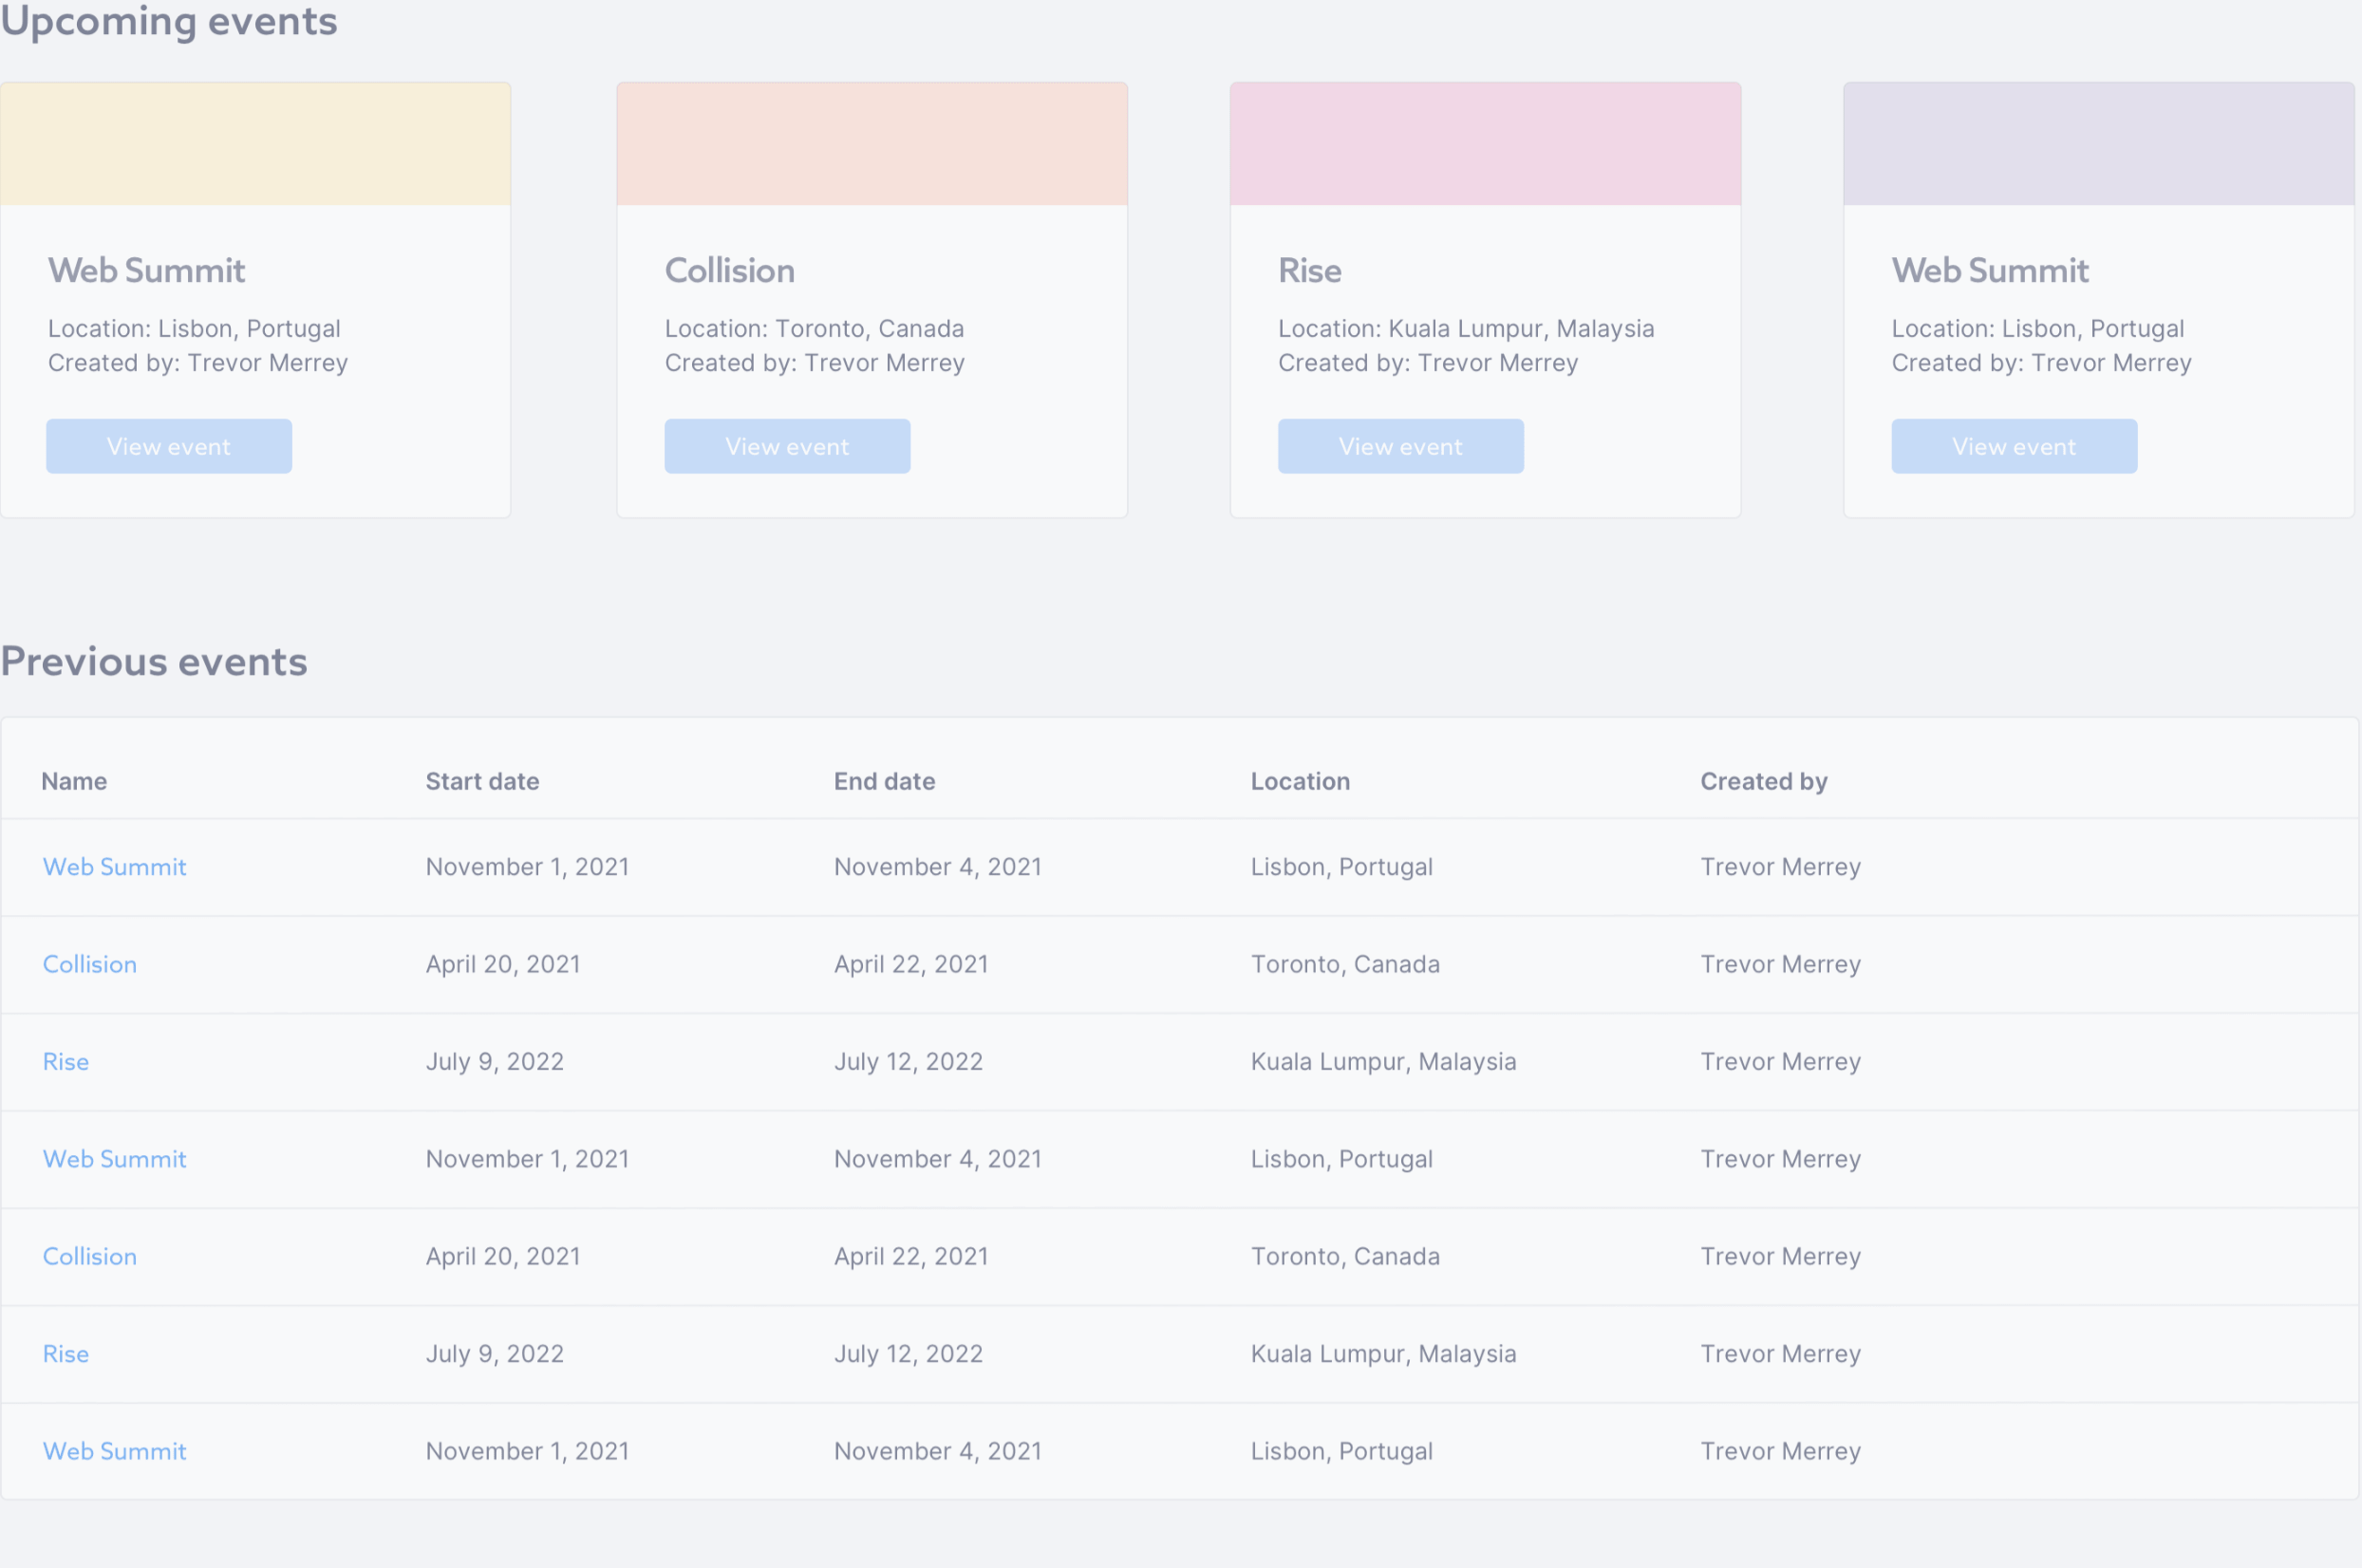 Upcoming events
Web Summit
Location: Lisbon, Portugal
Created by: Trevor Merrey
View event
Collision
Location: Toronto, Canada
Created by: Trevor Merrey
View event
Rise
Location: Kuala Lumpur, Malaysia
Created by: Trevor Merrey
View event
Web Summit
Location: Lisbon, Portugal
Created by: Trevor Merrey
View event
Previous events
Name Start date End date Location Created by
Web Summit November 1, 2021 November 4, 2021 Lisbon, Portugal Trevor Merrey
Collision April 20, 2021 April 22, 2021 Toronto, Canada Trevor Merrey
Rise July 9, 2022 July 12, 2022 Kuala Lumpur, Malaysia Trevor Merrey
Web Summit November 1, 2021 November 4, 2021 Lisbon, Portugal Trevor Merrey
Collision April 20, 2021 April 22, 2021 Toronto, Canada Trevor Merrey
Rise July 9, 2022 July 12, 2022 Kuala Lumpur, Malaysia Trevor Merrey
Web Summit November 1, 2021 November 4, 2021 Lisbon, Portugal Trevor Merrey